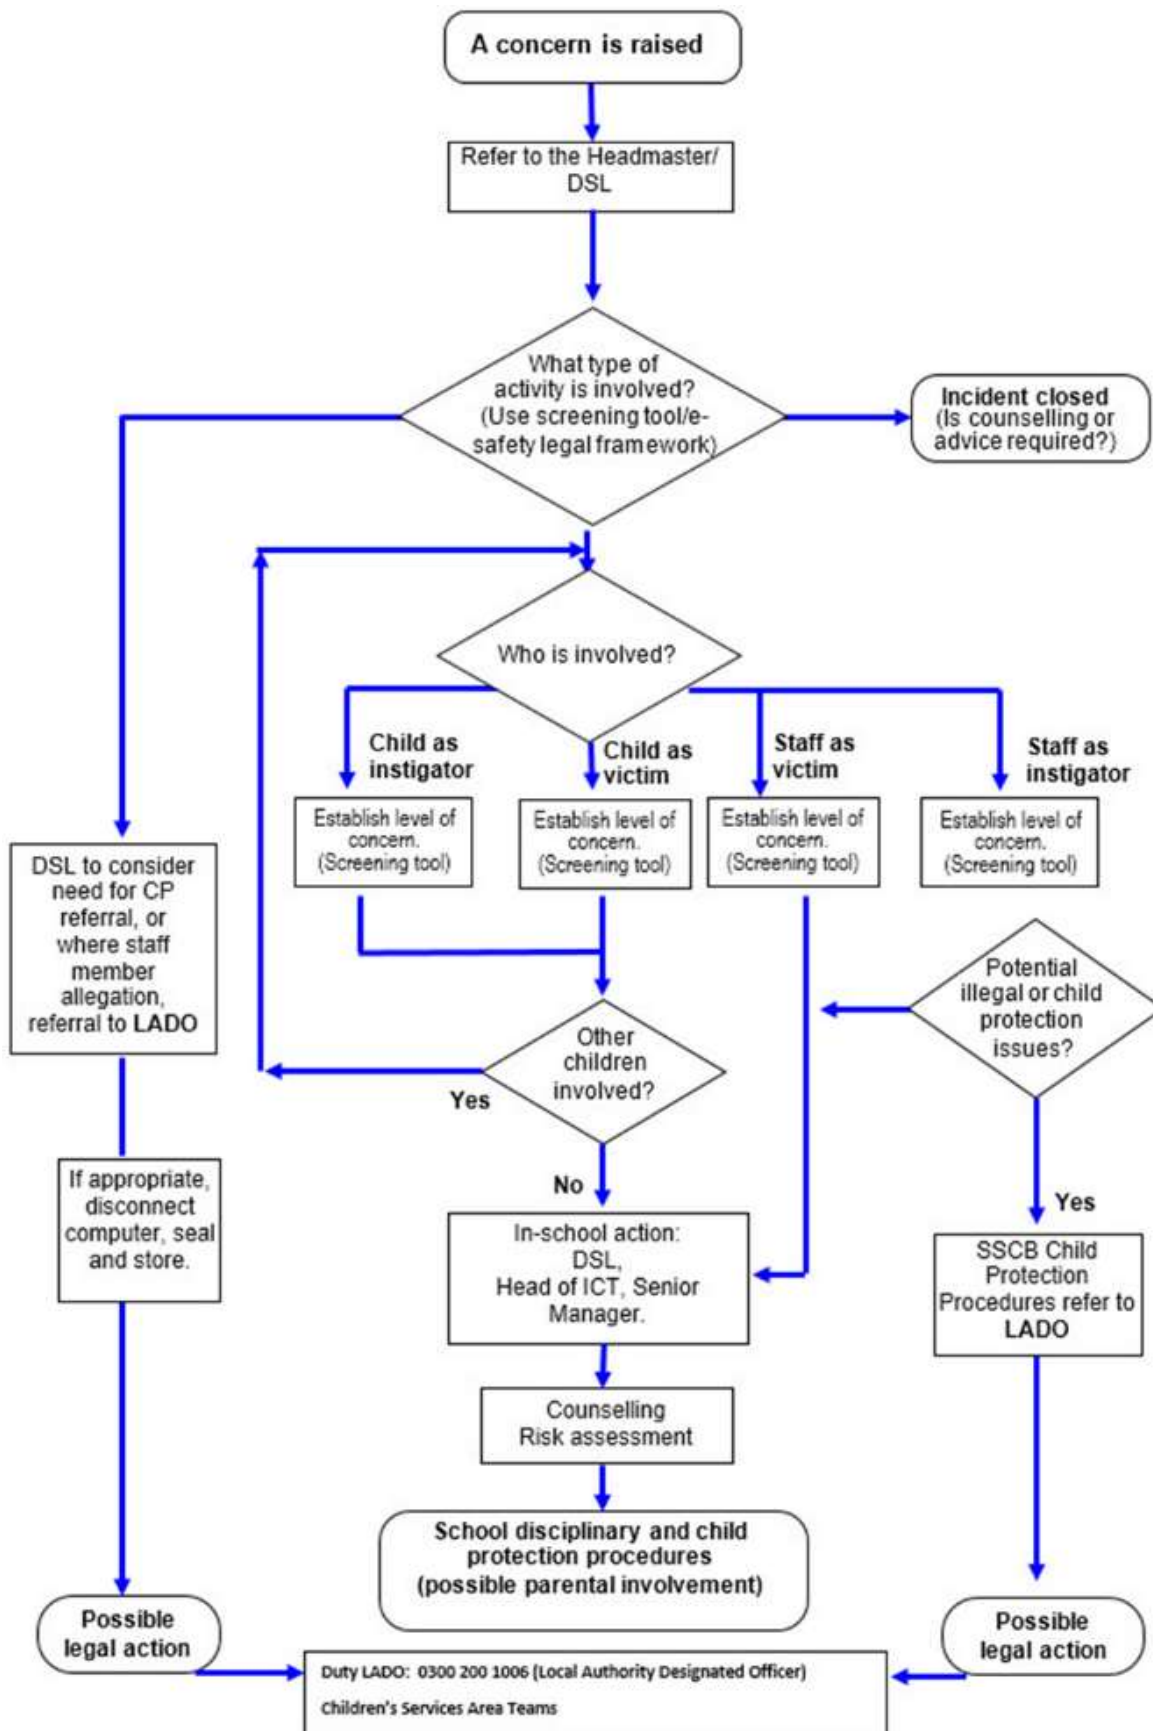 A concern is raised
Refer to the Headmaster/
DSL
What type of
activity is involved?
(Use screening tool/e-
safety legal framework)
Incident closed
(Is counselling or
advice required?)
Who is involved?
Child as
instigator
Child as
victim
Staff as
victim
Staff as
instigator
Establish level of
concern.
(Screening tool)
Establish level of
concern.
(Screening tool)
Establish level of
concern.
(Screening tool)
Establish level of
concern.
(Screening tool)
DSL to consider
need for CP
referral, or
where staff
member
allegation,
referral to LADO
Potential
illegal or child
protection
issues?
Other
children
involved?
Yes
If appropriate,
disconnect
computer, seal
and store.
No
Yes
In-school action:
DSL,
Head of ICT, Senior
Manager.
SSCB Child
Protection
Procedures refer to
LADO
Counselling
Risk assessment
School disciplinary and child
protection procedures
(possible parental involvement)
Possible
legal action
Possible
legal action
Duty LADO: 0300 200 1006 (Local Authority Designated Officer)
Children's Services Area Teams